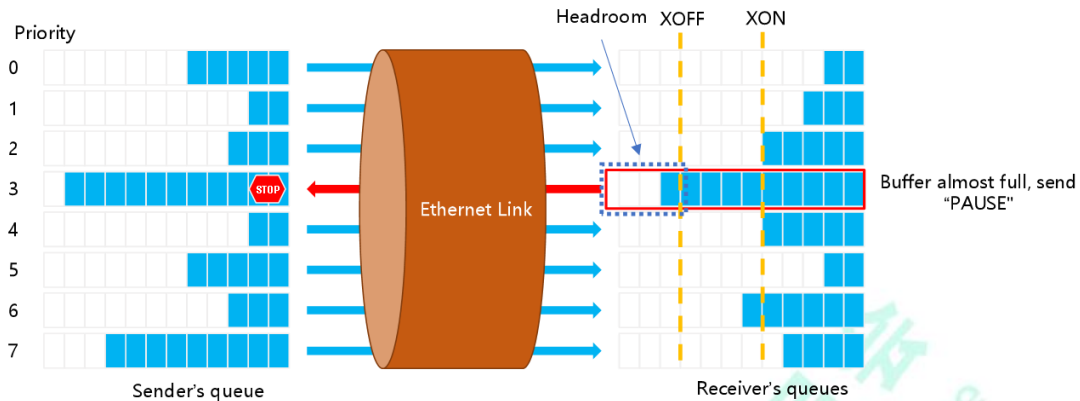 Headroom XOFF XON
Priority
0
1
2
3
4
5
6
7
STOP
Ethernet Link
Buffer almost full, send
“PAUSE"
Sender's queue
Receiver's queues